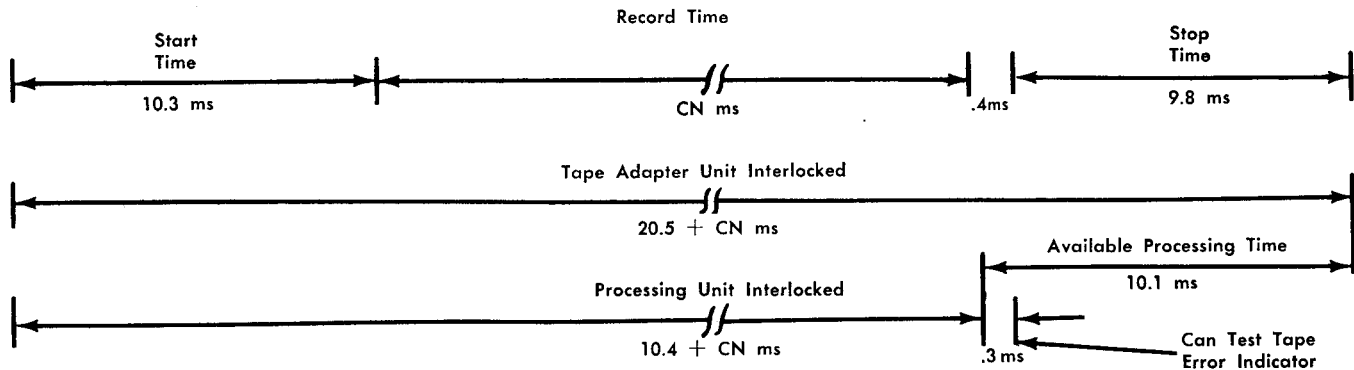 Record Time
Start
Time
Stop
Time
10.3 ms
CN ms
.4ms
9.8 ms
Tape Adapter Unit Interlocked
20.5 + CN ms
Available Processing Time
10.1 ms
Processing Unit Interlocked
10.4 + CN ms
.3 ms
Can Test Tape
Error Indicator